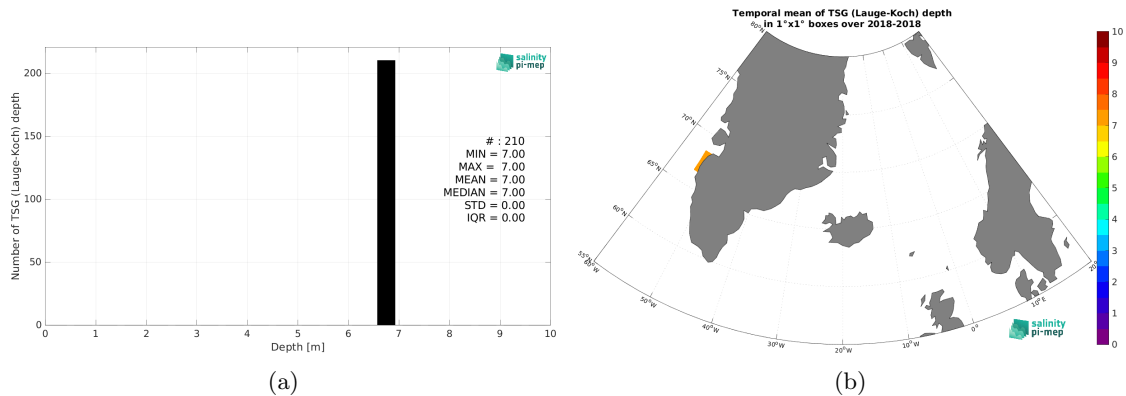 Number of TSG (Lauge-Koch) depth
200
150
100
50
0
salinity
pi-mep
# : 210
MIN = 7.00
MAX = 7.00
MEAN = 7.00
MEDIAN = 7.00
STD = 0.00
IQR = 0.00
0 1 2 3 4 5 6 7 8 9 10
Depth [m]
(a)
Temporal mean of TSG (Lauge-Koch) depth
in 1°x1° boxes over 2018-2018
80°N
75°N
70°N
65°N
60°N
55°N
60°W
50°W
40°W
30°W
20°W
10°W
0°
10°E
salinity
pi-mep
10
9
8
7
6
5
4
3
2
1
0
(b)